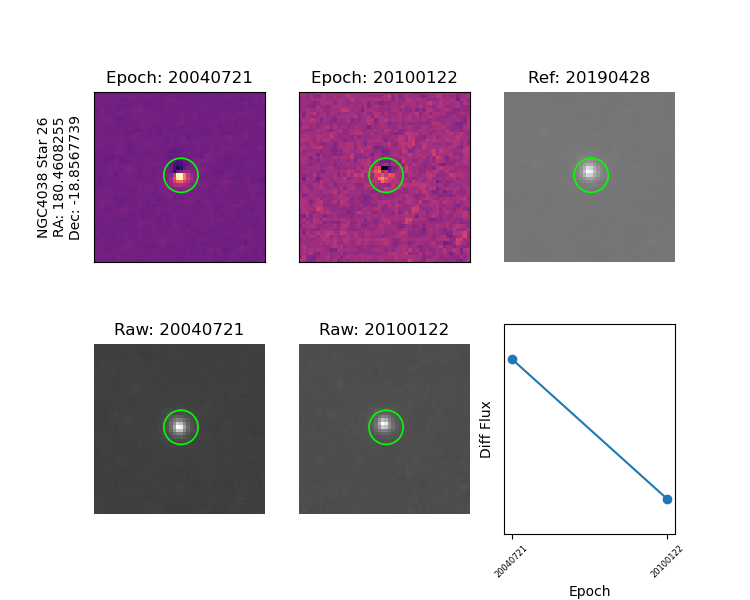 Epoch: 20040721
Epoch: 20100122
Ref: 20190428
NGC4038 Star 26
RA: 180.4608255
Dec: -18.8567739
Raw: 20040721
Raw: 20100122
Diff Flux
20040721
20100122
Epoch